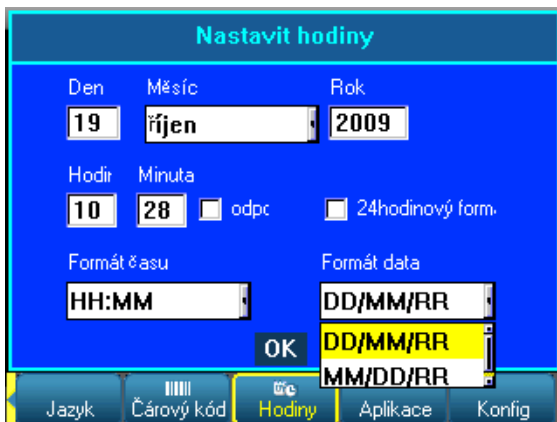 Nastavit hodiny
Den Měsíc Rok
19 říjen 2009
Hodir Minuta
10 28 odpc 24hodinový form
Formát času Formát data
HH:MM DD/MM/RR
DD/MM/RR
OK
MM/DD/RR
Jazyk Čárový kód Hodiny Aplikace Konfig